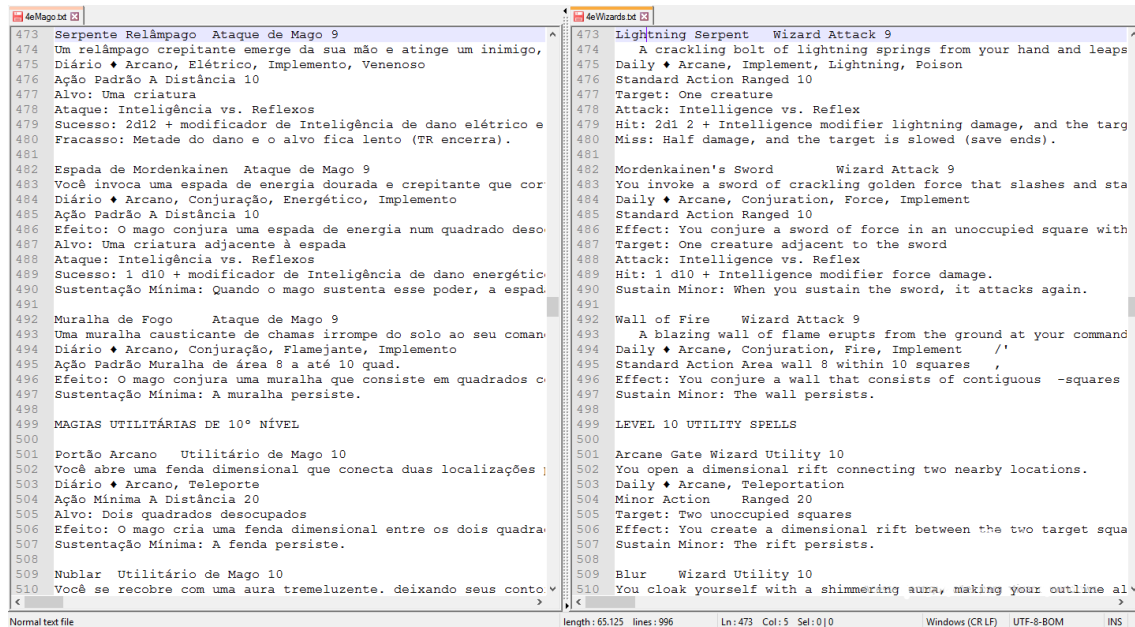 4eMago.txt
473 Serpente Relâmpago Ataque de Mago 9
474 Um relâmpago crepitante emerge da sua mão e atinge um inimigo,
475 Diário ♦ Arcano, Elétrico, Implemento, Venenoso
476 Ação Padrão A Distância 10
477 Alvo: Uma criatura
478 Ataque: Inteligência vs. Reflexos
479 Sucesso: 2d12 + modificador de Inteligência de dano elétrico e
480 Fracasso: Metade do dano e o alvo fica lento (TR encerra).
481
482 Espada de Mordenkainen Ataque de Mago 9
483 Você invoca uma espada de energia dourada e crepitante que
484 Diário ♦ Arcano, Conjuração, Energético, Implemento
485 Ação Padrão A Distância 10
486 Efeito: O mago conjura uma espada de energia num quadrado
487 Alvo: Uma criatura adjacente à espada
488 Ataque: Inteligência vs. Reflexos
489 Sucesso: 1 d10 + modificador de Inteligência de dano
490 Sustentação Mínima: Quando o mago sustenta esse poder, a
491
492 Muralha de Fogo Ataque de Mago 9
493 Uma muralha causticante de chamas irrompe do solo ao seu
494 Diário ♦ Arcano, Conjuração, Flamejante, Implemento
495 Ação Padrão Muralha de área 8 a até 10 quad.
496 Efeito: O mago conjura uma muralha que consiste em quadrados
497 Sustentação Mínima: A muralha persiste.
498
499 MAGIAS UTILITÁRIAS DE 10º NÍVEL
500
501 Portão Arcano Utilitário de Mago 10
502 Você abre uma fenda dimensional que conecta duas localizações
503 Diário ♦ Arcano, Teleporte
504 Ação Mínima A Distância 20
505 Alvo: Dois quadrados desocupados
506 Efeito: O mago cria uma fenda dimensional entre os dois
507 Sustentação Mínima: A fenda persiste.
508
509 Nublar Utilitário de Mago 10
510 Você se recobre com uma aura tremeluzente. deixando seus
4eWizards.txt
473 Lightning Serpent Wizard Attack 9
474 A crackling bolt of lightning springs from your hand and leaps
475 Daily ♦ Arcane, Implement, Lightning, Poison
476 Standard Action Ranged 10
477 Target: One creature
478 Attack: Intelligence vs. Reflex
479 Hit: 2d1 2 + Intelligence modifier lightning damage, and the targ
480 Miss: Half damage, and the target is slowed (save ends).
481
482 Mordenkainen's Sword Wizard Attack 9
483 You invoke a sword of crackling golden force that slashes and sta
484 Daily ♦ Arcane, Conjuration, Force, Implement
485 Standard Action Ranged 10
486 Effect: You conjure a sword of force in an unoccupied square with
487 Target: One creature adjacent to the sword
488 Attack: Intelligence vs. Reflex
489 Hit: 1 d10 + Intelligence modifier force damage.
490 Sustain Minor: When you sustain the sword, it attacks again.
491
492 Wall of Fire Wizard Attack 9
493 A blazing wall of flame erupts from the ground at your command
494 Daily ♦ Arcane, Conjuration, Fire, Implement /'
495 Standard Action Area wall 8 within 10 squares ,
496 Effect: You conjure a wall that consists of contiguous -squares
497 Sustain Minor: The wall persists.
498
499 LEVEL 10 UTILITY SPELLS
500
501 Arcane Gate Wizard Utility 10
502 You open a dimensional rift connecting two nearby locations.
503 Daily ♦ Arcane, Teleportation
504 Minor Action Ranged 20
505 Target: Two unoccupied squares
506 Effect: You create a dimensional rift between the two target squa
507 Sustain Minor: The rift persists.
508
509 Blur Wizard Utility 10
510 You cloak yourself with a shimmering aura, making your outline al
Normal text file length : 65.125 lines : 996 Ln : 473 Col : 5 Sel : 0 | 0 Windows (CR LF) UTF-8-BOM INS